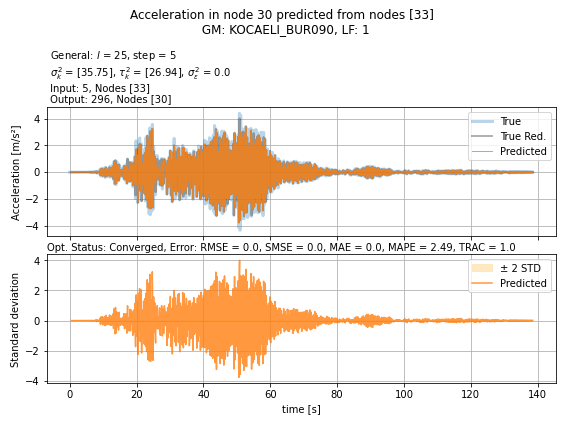 Acceleration in node 30 predicted from nodes [33]
GM: KOCAELI_BUR090, LF: 1
General: l = 25, step = 5
σ²ₖ = [35.75], τ²ₖ = [26.94], σ²ε = 0.0
Input: 5, Nodes [33]
Output: 296, Nodes [30]
Acceleration [m/s²]
4
2
0
−2
−4
True
True Red.
Predicted
Opt. Status: Converged, Error: RMSE = 0.0, SMSE = 0.0, MAE = 0.0, MAPE = 2.49, TRAC = 1.0
Standard deviation
4
2
0
−2
−4
± 2 STD
Predicted
0 20 40 60 80 100 120 140
time [s]